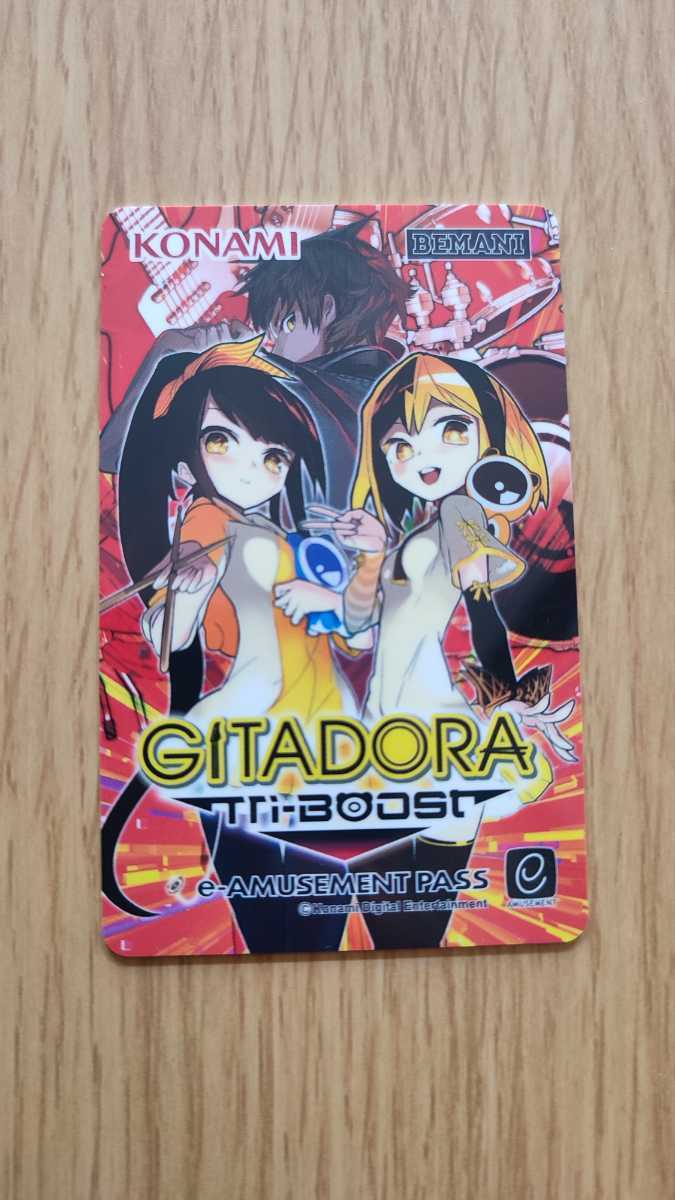 KONAMI
BEMANI
GITADORA
Tri-BOOST
e-AMUSEMENT PASS
©Konami Digital Entertainment
e
AMUSEMENT